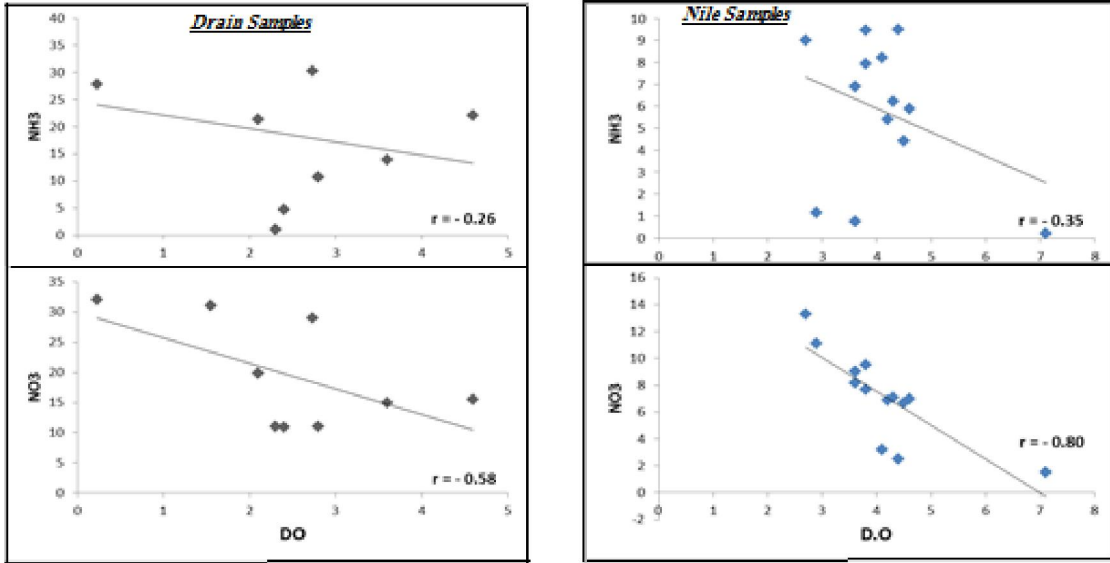 Drain Samples
40
35
30
25
20
15
10
5
0
NH3
0 1 2 3 4 5
r = - 0.26
35
30
25
20
15
10
5
0
NO3
0 1 2 3 4 5
r = - 0.58
DO
Nile Samples
10
9
8
7
6
5
4
3
2
1
0
NH3
0 1 2 3 4 5 6 7 8
r = - 0.35
16
14
12
10
8
6
4
2
0
-2
NO3
0 1 2 3 4 5 6 7 8
r = - 0.80
D.O